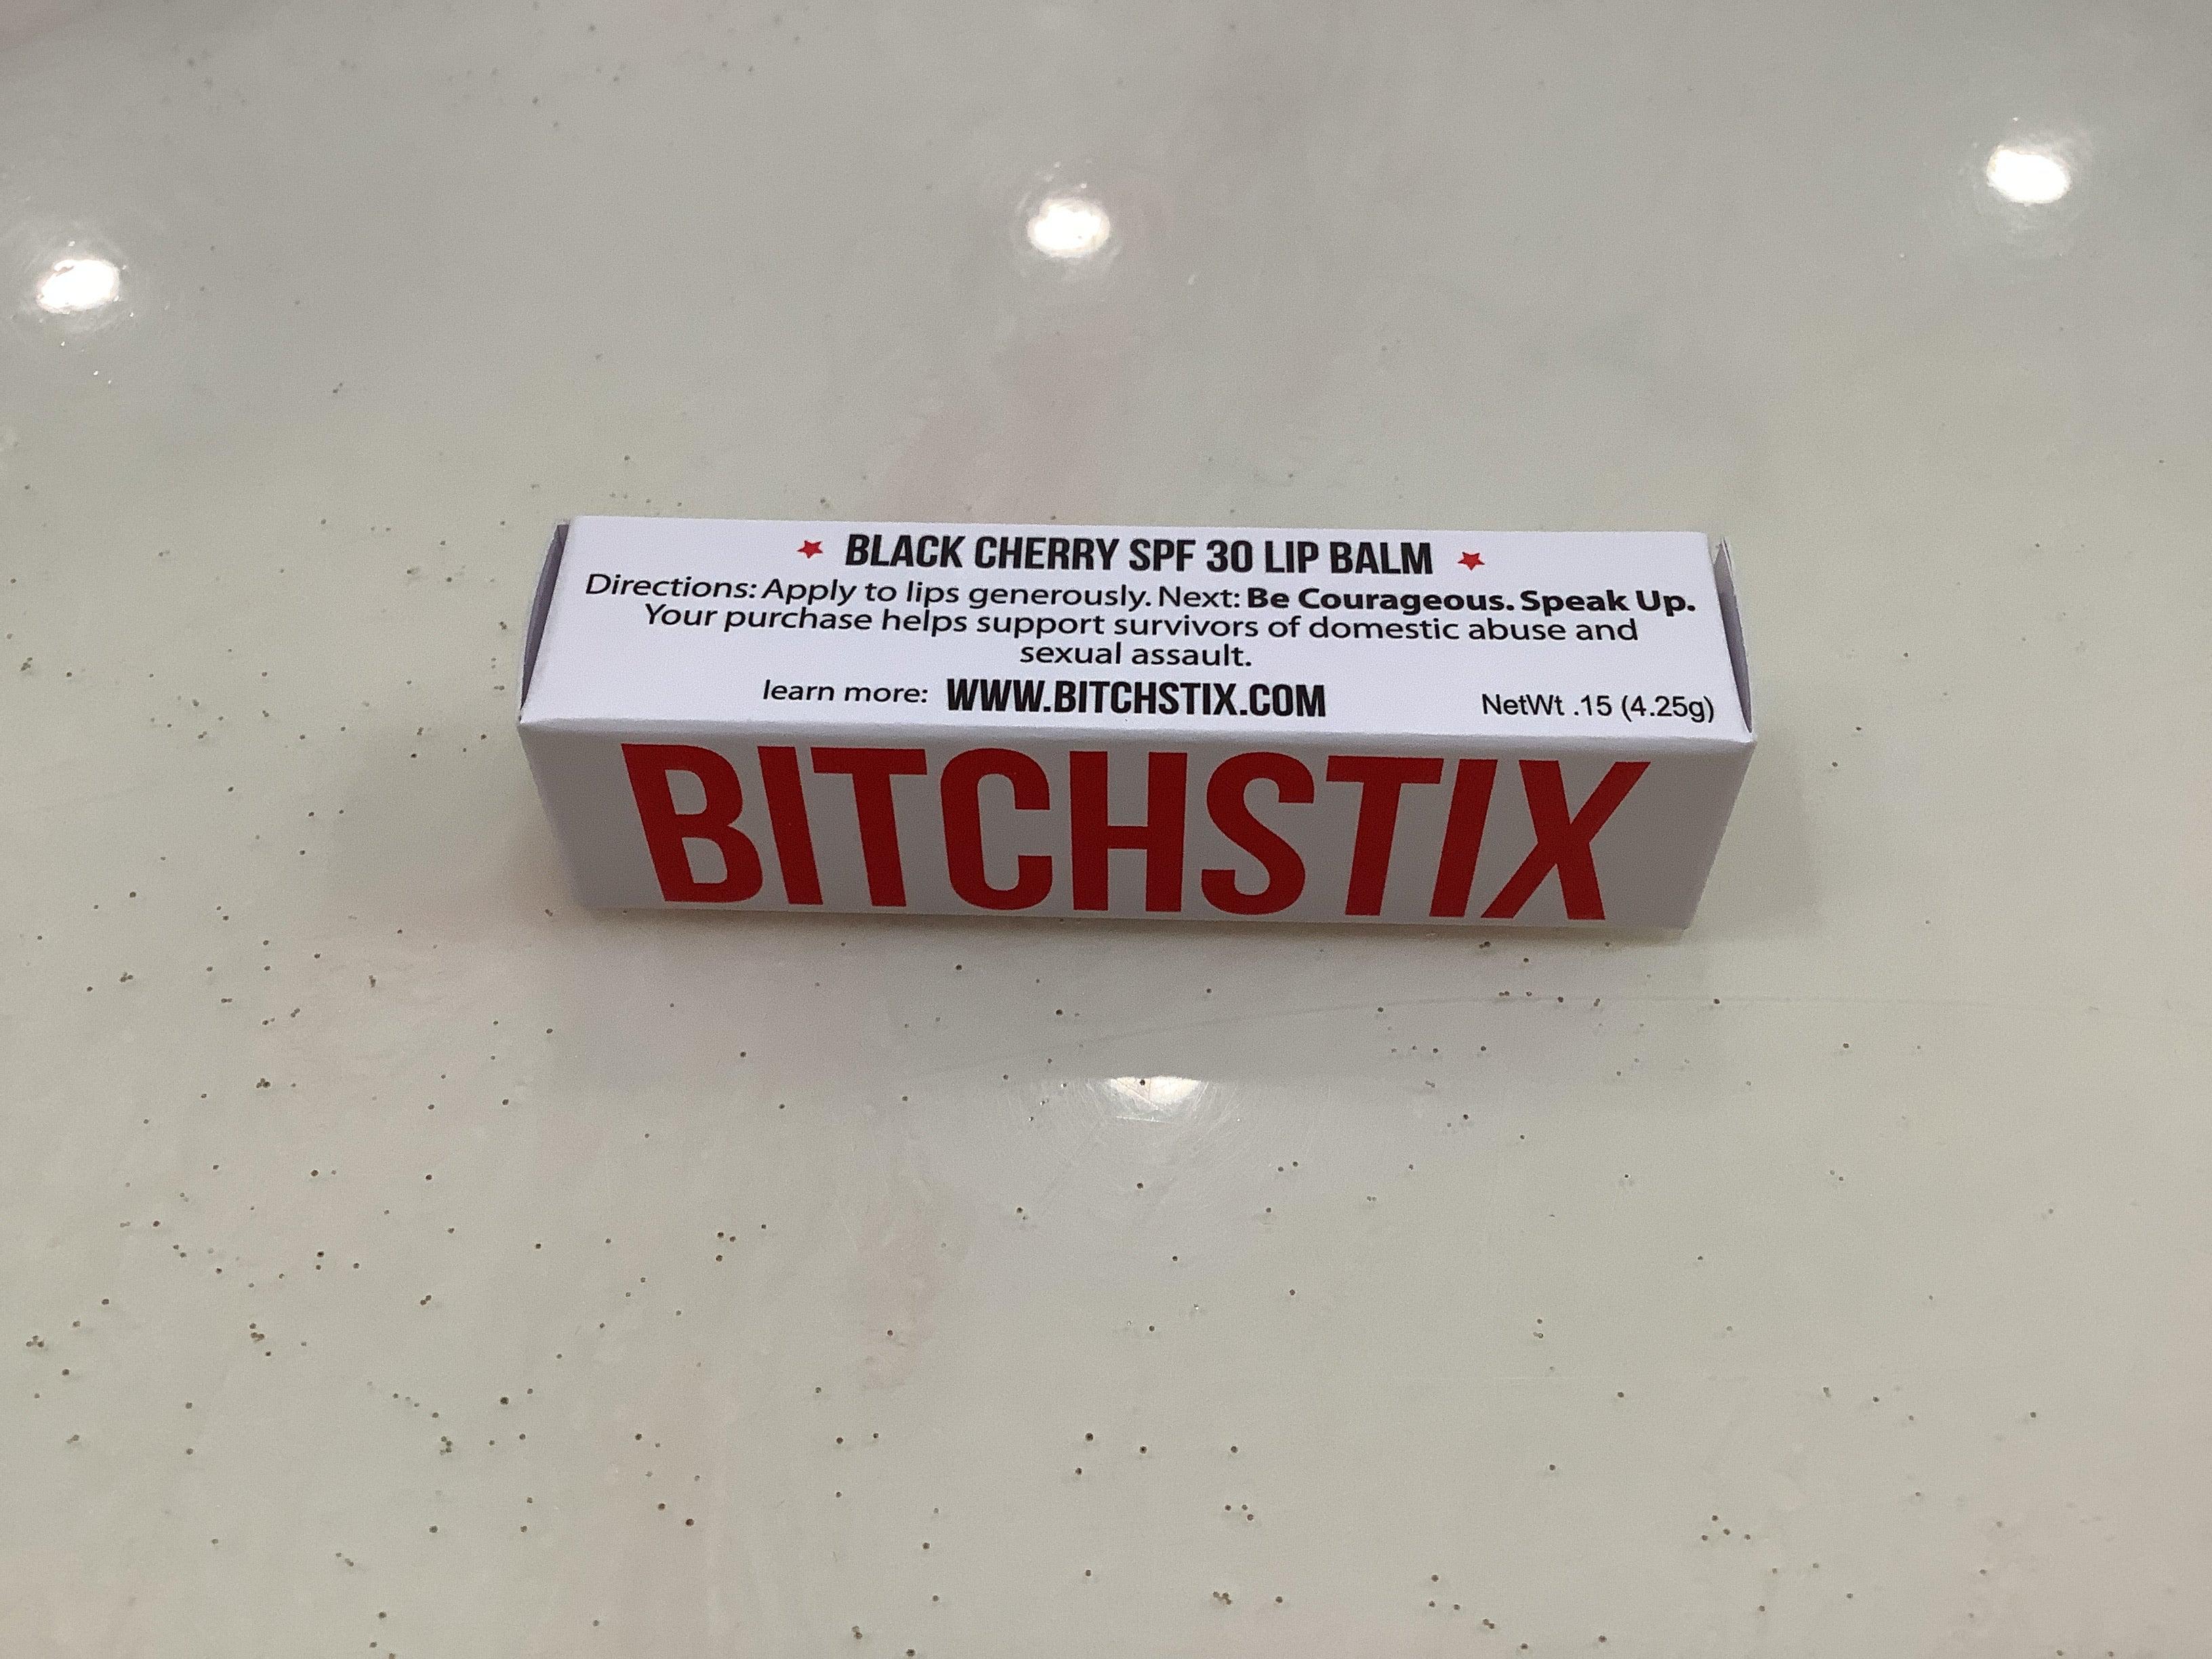 BLACK CHERRY SPF 30 LIP BALM
Directions: Apply to lips generously. Next: Be Courageous. Speak Up.
Your purchase helps support survivors of domestic abuse and
sexual assault.
learn more: WWW.BITCHSTIX.COM NetWt .15 (4.25g)
BITCHSTIX